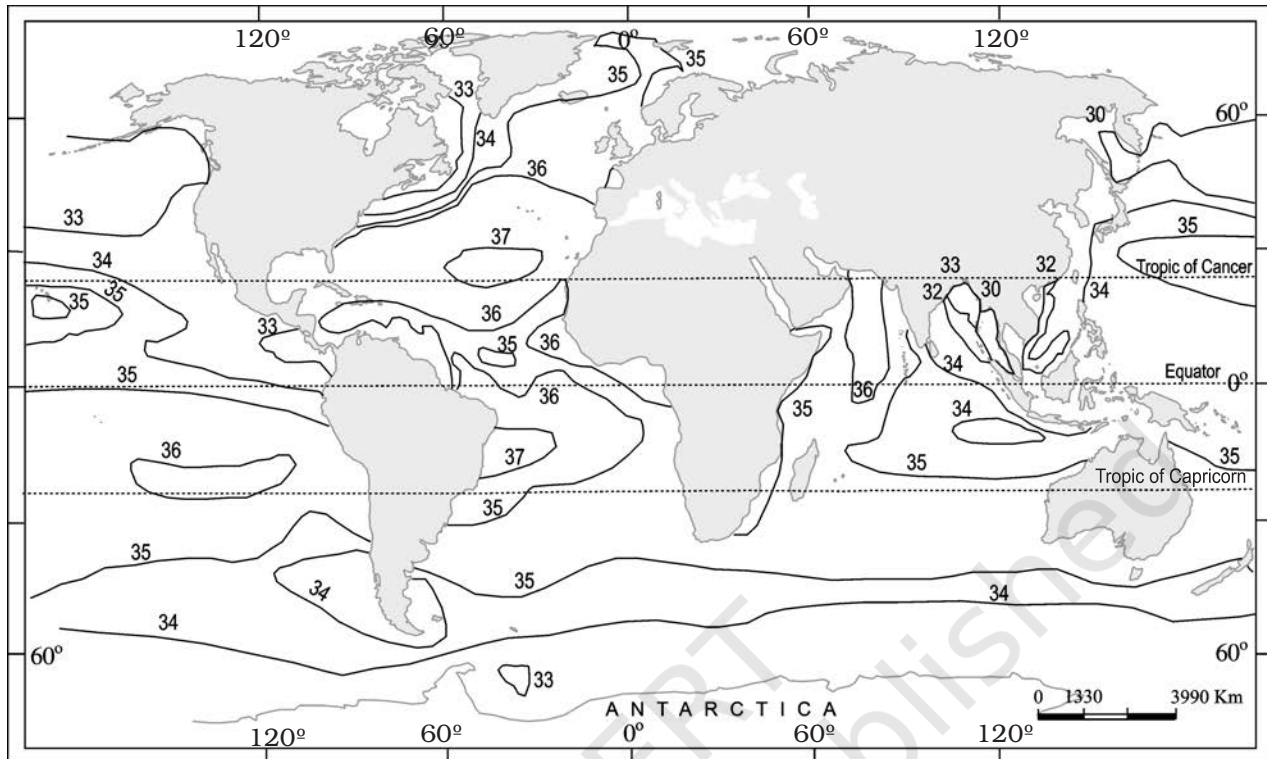 120º 60º 0º 60º 120º
35 35
33
60º 30 60º
34
36
33 35
37
34 33 32
Tropic of Cancer
35 32 30 34
35 36
33 35 36 34
35 Equator 0º
36 36
35 34
36 37 35 35
Tropic of Capricorn
35
35 35
34 34
34
60º 60º
33
0 1330 3990 Km
ANTARCTICA
120º 60º 0º 60º 120º